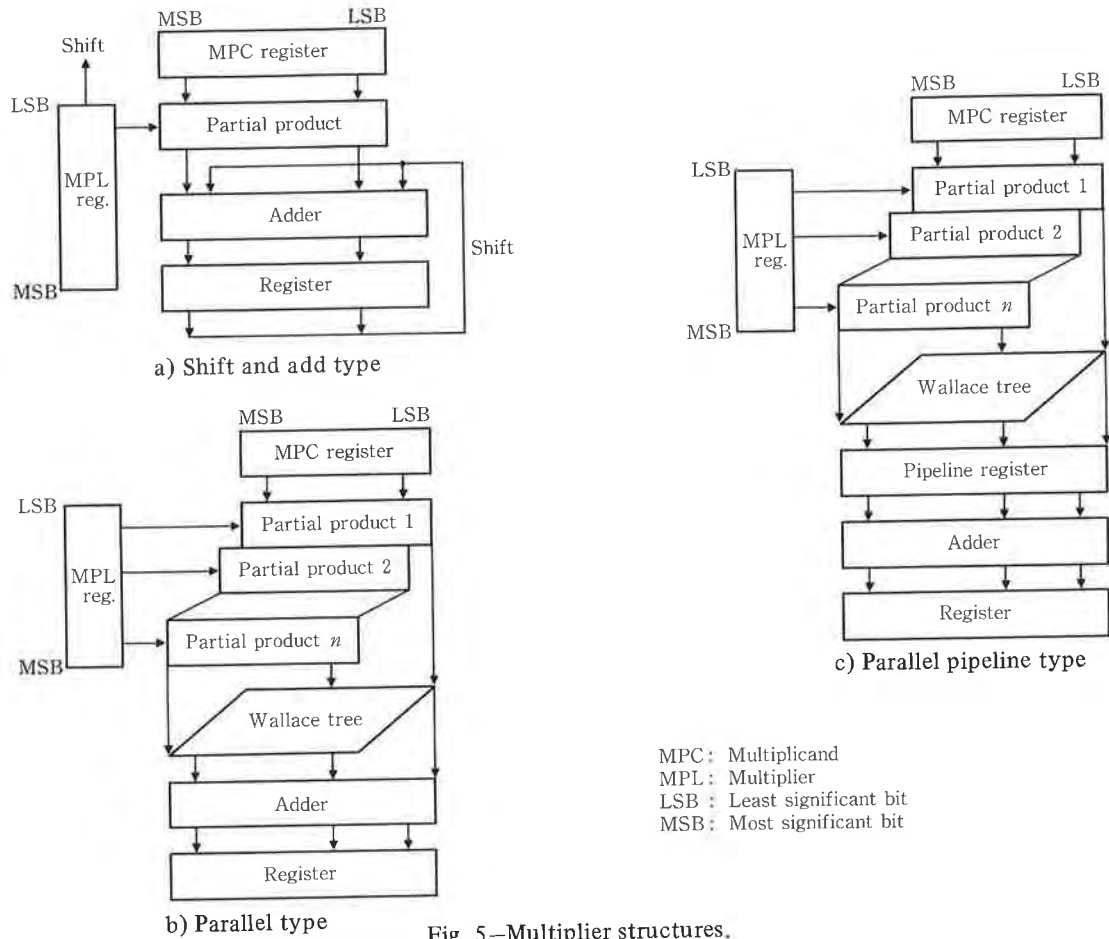 MSB LSB
MPC register
Shift
LSB
Partial product
MPL
reg.
Adder
Shift
Register
MSB
a) Shift and add type
MSB LSB
MPC register
LSB
Partial product 1
MPL
reg.
Partial product 2
Partial product n
MSB
Wallace tree
Adder
Register
b) Parallel type
MSB LSB
MPC register
LSB
Partial product 1
MPL
reg.
Partial product 2
Partial product n
MSB
Wallace tree
Pipeline register
Adder
Register
c) Parallel pipeline type
MPC : Multiplicand
MPL : Multiplier
LSB : Least significant bit
MSB : Most significant bit
Fig. 5—Multiplier structures.